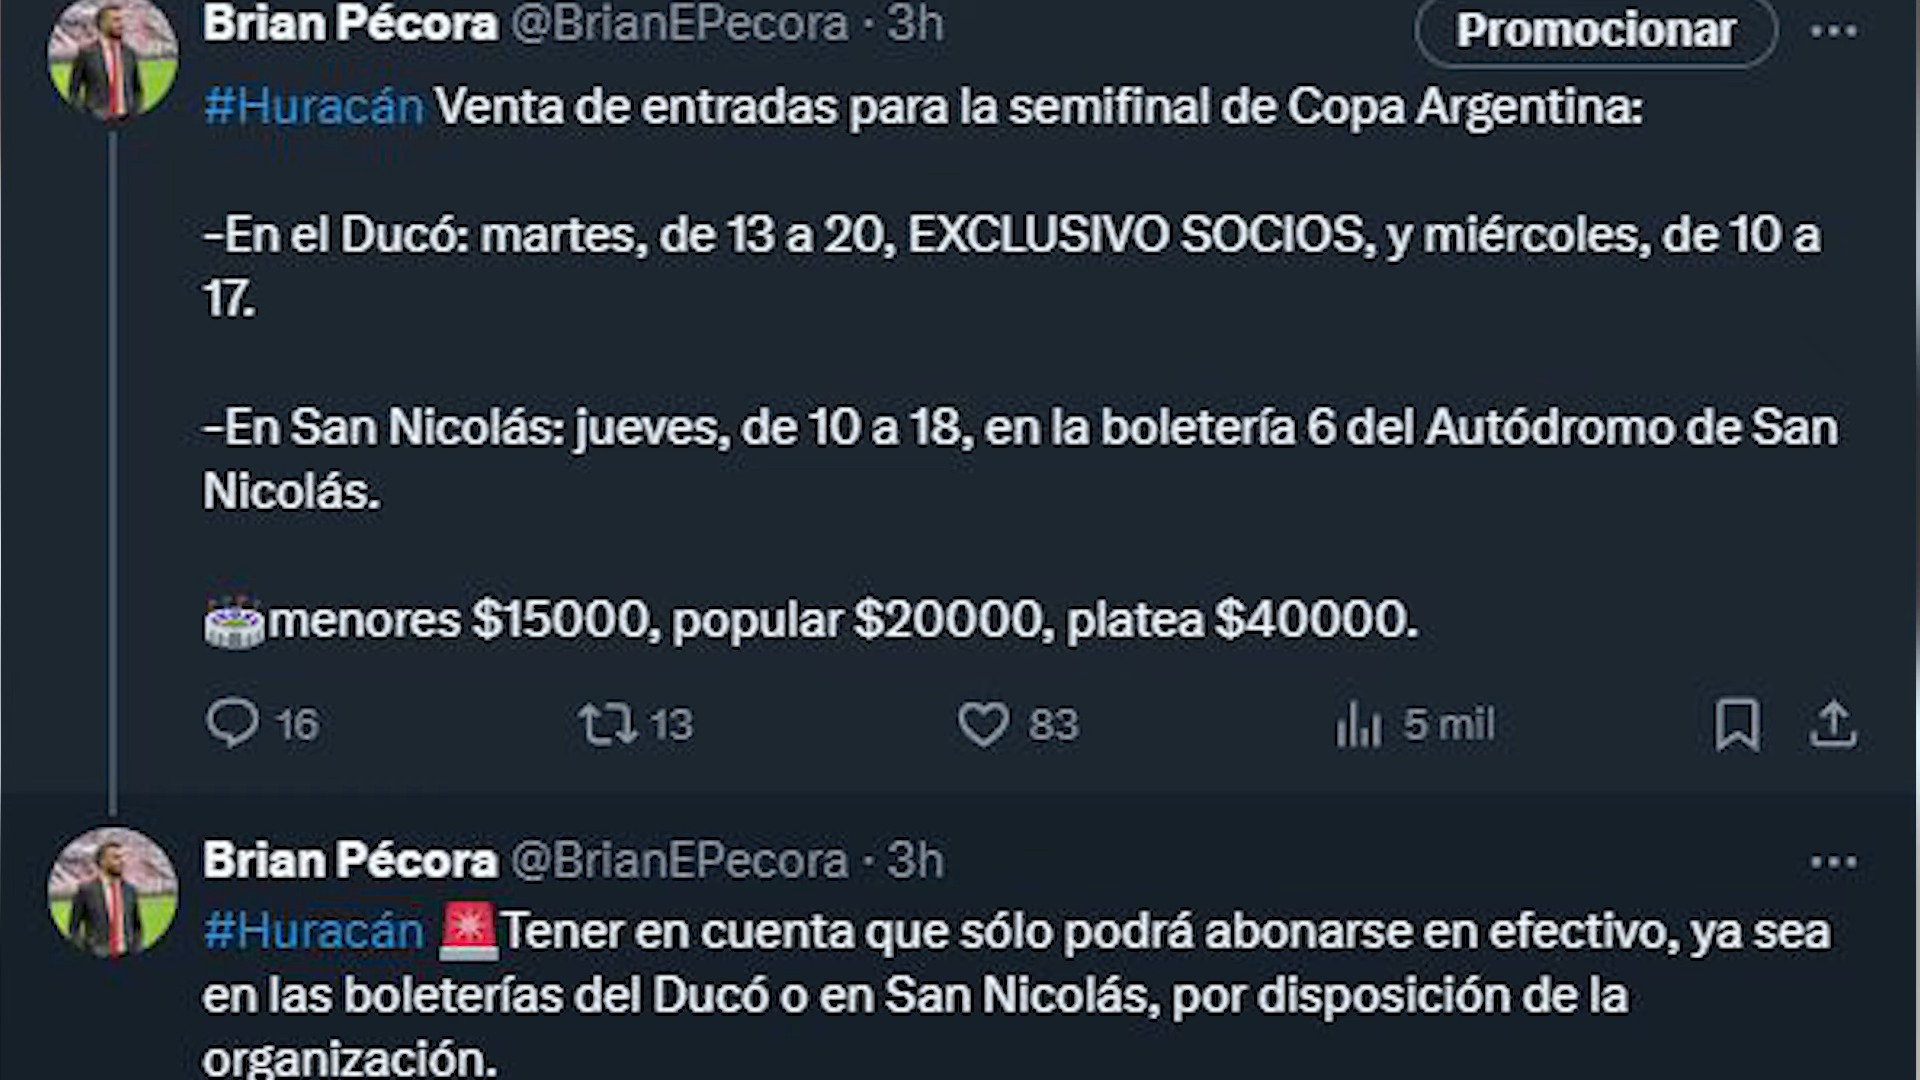 Brian Pécora @BrianEPecora · 3h
Promocionar
#Huracán Venta de entradas para la semifinal de Copa Argentina:
-En el Ducó: martes, de 13 a 20, EXCLUSIVO SOCIOS, y miércoles, de 10 a
17.
-En San Nicolás: jueves, de 10 a 18, en la boletería 6 del Autódromo de San
Nicolás.
🏟️menores $15000, popular $20000, platea $40000.
16 13 83 5 mil
Brian Pécora @BrianEPecora · 3h
#Huracán 🚨Tener en cuenta que sólo podrá abonarse en efectivo, ya sea
en las boleterías del Ducó o en San Nicolás, por disposición de la
organización.